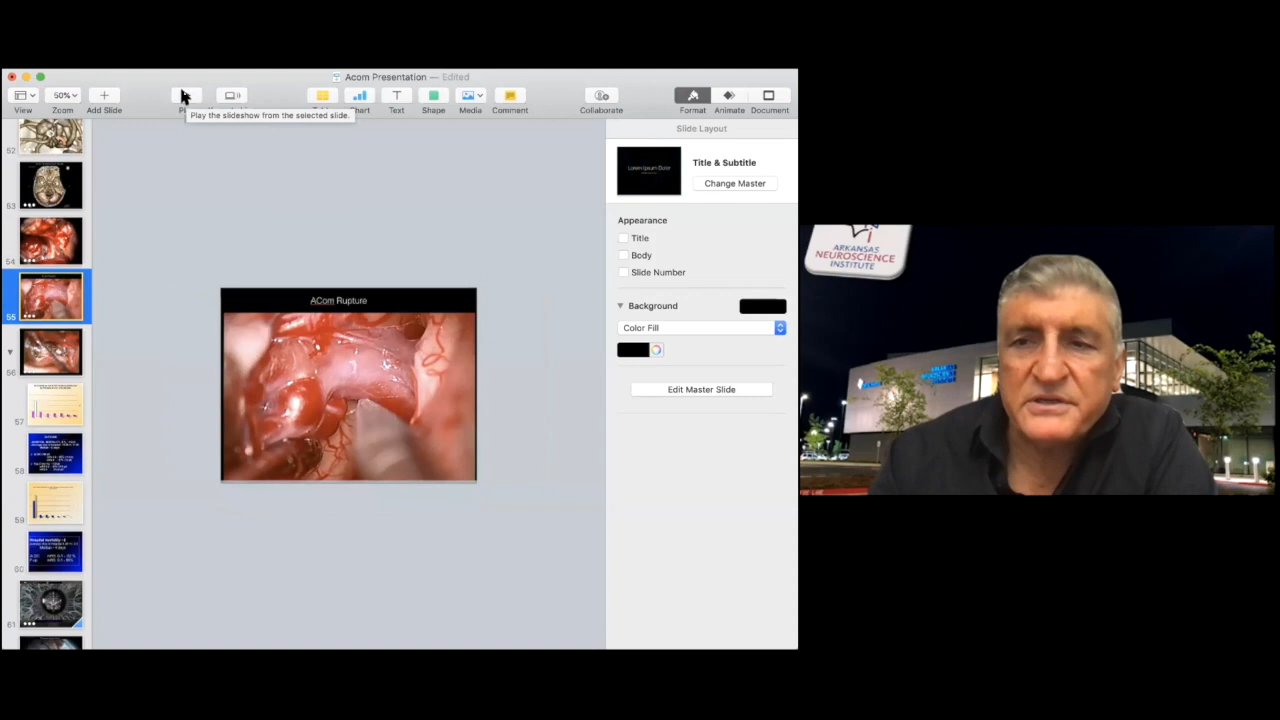 Acom Presentation — Edited
50%
View
Zoom
Add Slide
Text
Shape
Media
Comment
Collaborate
Format
Animate
Document
Play the slideshow from the selected slide.
Slide Layout
Title & Subtitle
Change Master
Appearance
Title
Body
Slide Number
Background
Color Fill
Edit Master Slide
52
53
54
55
56
57
58
59
60
61
ACom Rupture
ARKANSAS
NEUROSCIENCE
INSTITUTE